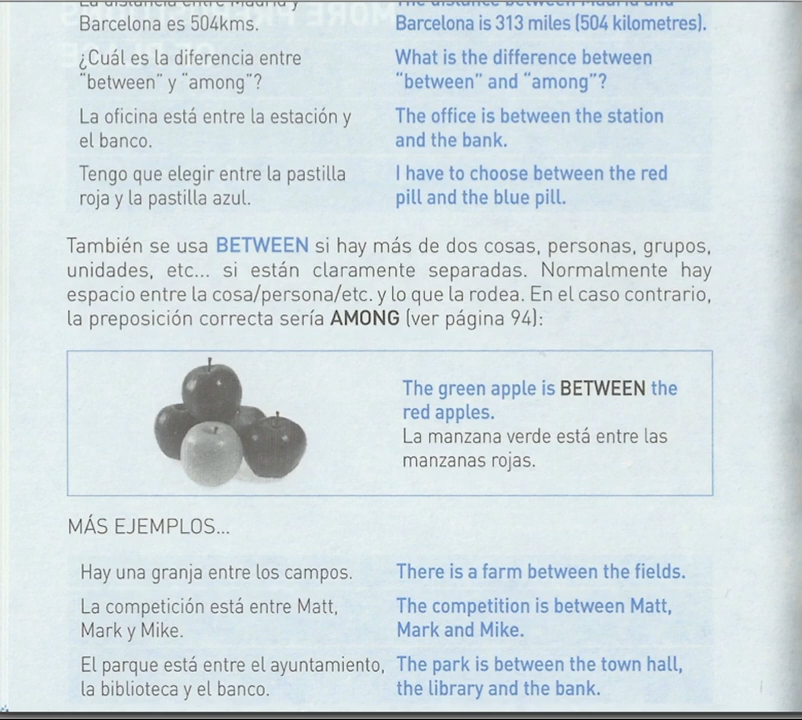 La distancia entre Madrid y
Barcelona es 504kms.
The distance between Madrid and
Barcelona is 313 miles (504 kilometres).
¿Cuál es la diferencia entre
"between" y "among"?
What is the difference between
"between" and "among"?
La oficina está entre la estación y
el banco.
The office is between the station
and the bank.
Tengo que elegir entre la pastilla
roja y la pastilla azul.
I have to choose between the red
pill and the blue pill.
También se usa BETWEEN si hay más de dos cosas, personas, grupos,
unidades, etc... si están claramente separadas. Normalmente hay
espacio entre la cosa/persona/etc. y lo que la rodea. En el caso contrario,
la preposición correcta sería AMONG (ver página 94):
The green apple is BETWEEN the
red apples.
La manzana verde está entre las
manzanas rojas.
MÁS EJEMPLOS...
Hay una granja entre los campos.
There is a farm between the fields.
La competición está entre Matt,
Mark y Mike.
The competition is between Matt,
Mark and Mike.
El parque está entre el ayuntamiento,
la biblioteca y el banco.
The park is between the town hall,
the library and the bank.